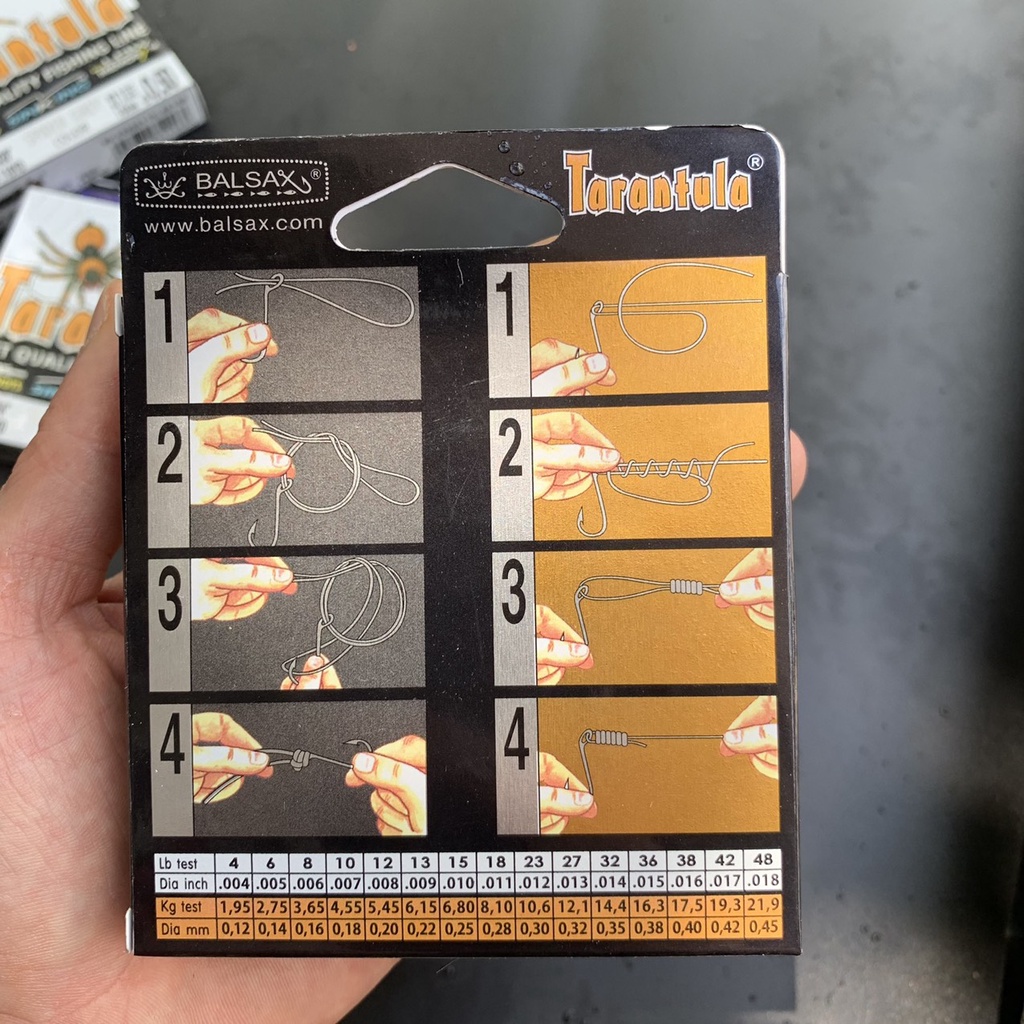 Tarantula
QUALITY FISHING LINE
BALSAX®
www.balsax.com
Tarantula®
1
2
3
4
1
2
3
4
Lb test 4 6 8 10 12 13 15 18 23 27 32 36 38 42 48
Dia inch .004 .005 .006 .007 .008 .009 .010 .011 .012 .013 .014 .015 .016 .017 .018
Kg test 1,95 2,75 3,65 4,55 5,45 6,15 6,80 8,10 10,6 12,1 14,4 16,3 17,5 19,3 21,9
Dia mm 0,12 0,14 0,16 0,18 0,20 0,22 0,25 0,28 0,30 0,32 0,35 0,38 0,40 0,42 0,45